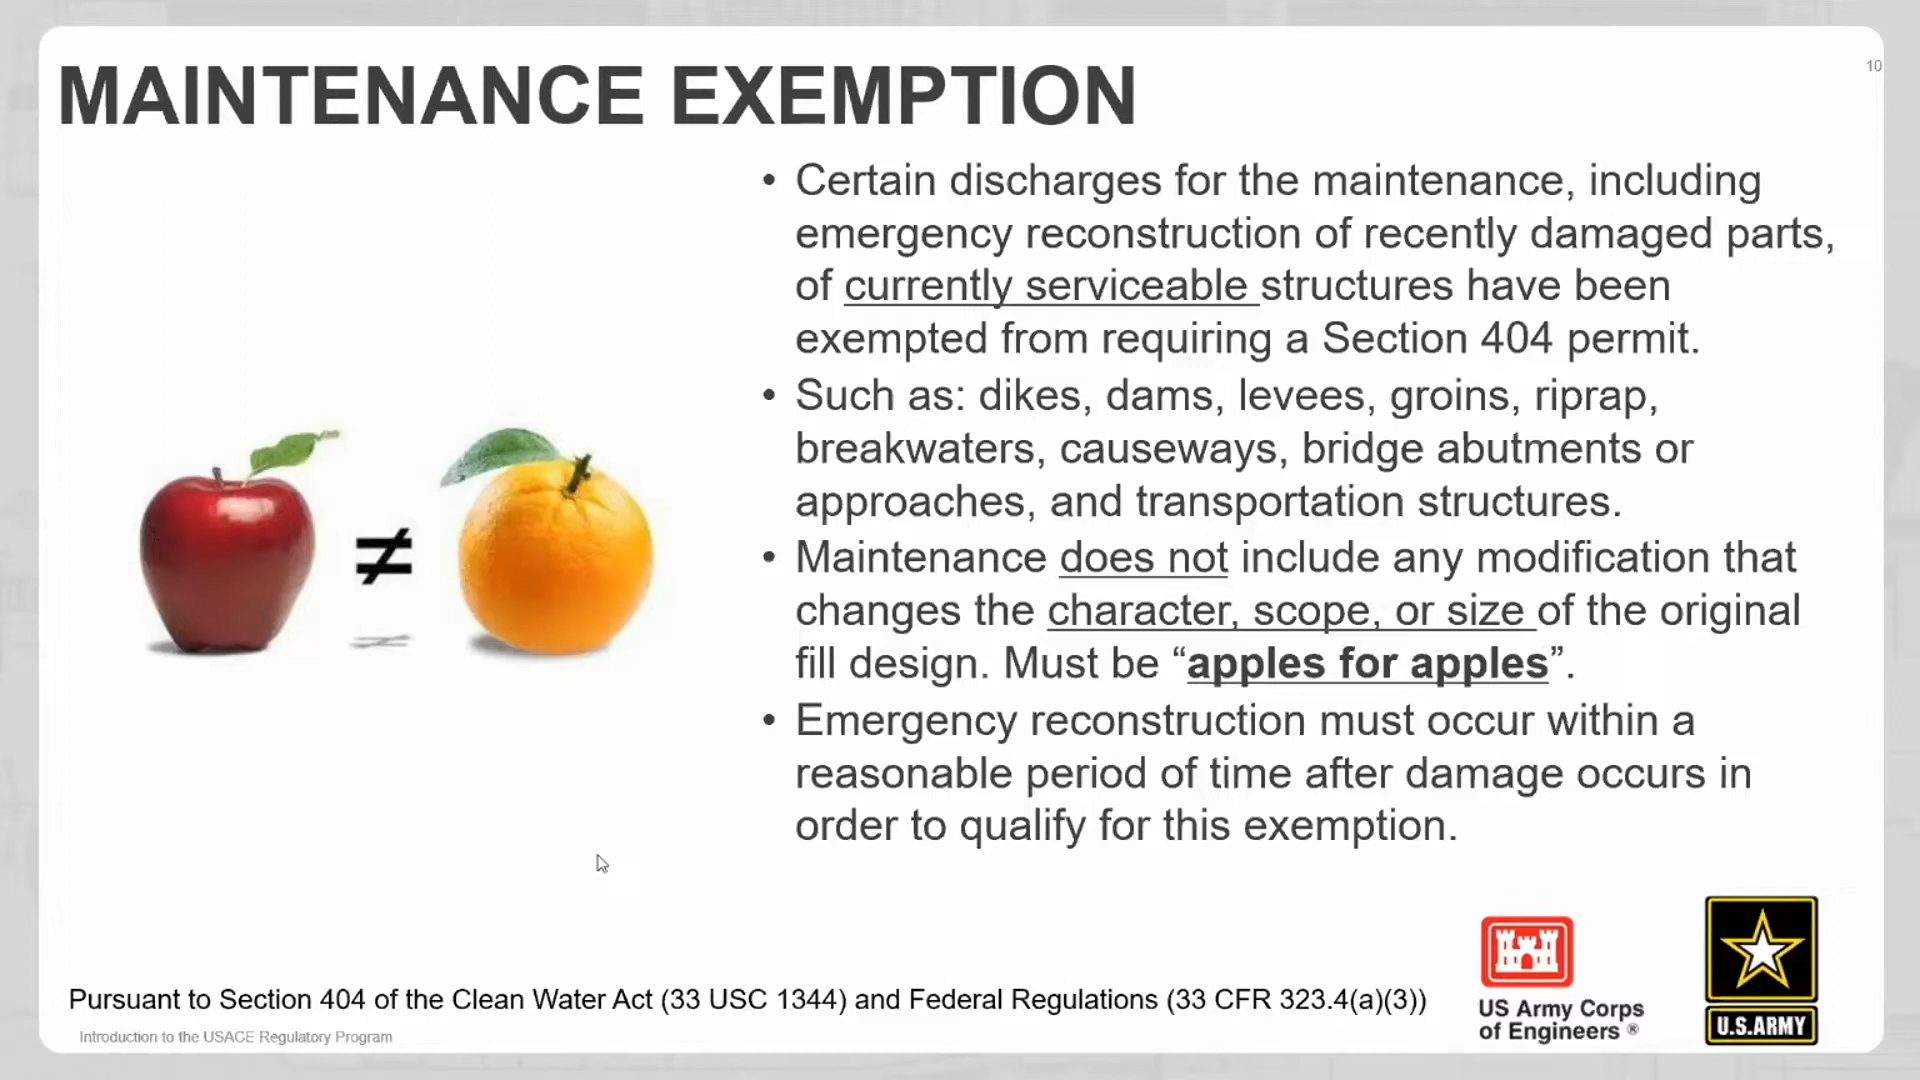 MAINTENANCE EXEMPTION
10
• Certain discharges for the maintenance, including
emergency reconstruction of recently damaged parts,
of currently serviceable structures have been
exempted from requiring a Section 404 permit.
• Such as: dikes, dams, levees, groins, riprap,
breakwaters, causeways, bridge abutments or
approaches, and transportation structures.
• Maintenance does not include any modification that
changes the character, scope, or size of the original
fill design. Must be “apples for apples”.
• Emergency reconstruction must occur within a
reasonable period of time after damage occurs in
order to qualify for this exemption.
≠
Pursuant to Section 404 of the Clean Water Act (33 USC 1344) and Federal Regulations (33 CFR 323.4(a)(3))
Introduction to the USACE Regulatory Program
US Army Corps
of Engineers ®
U.S.ARMY